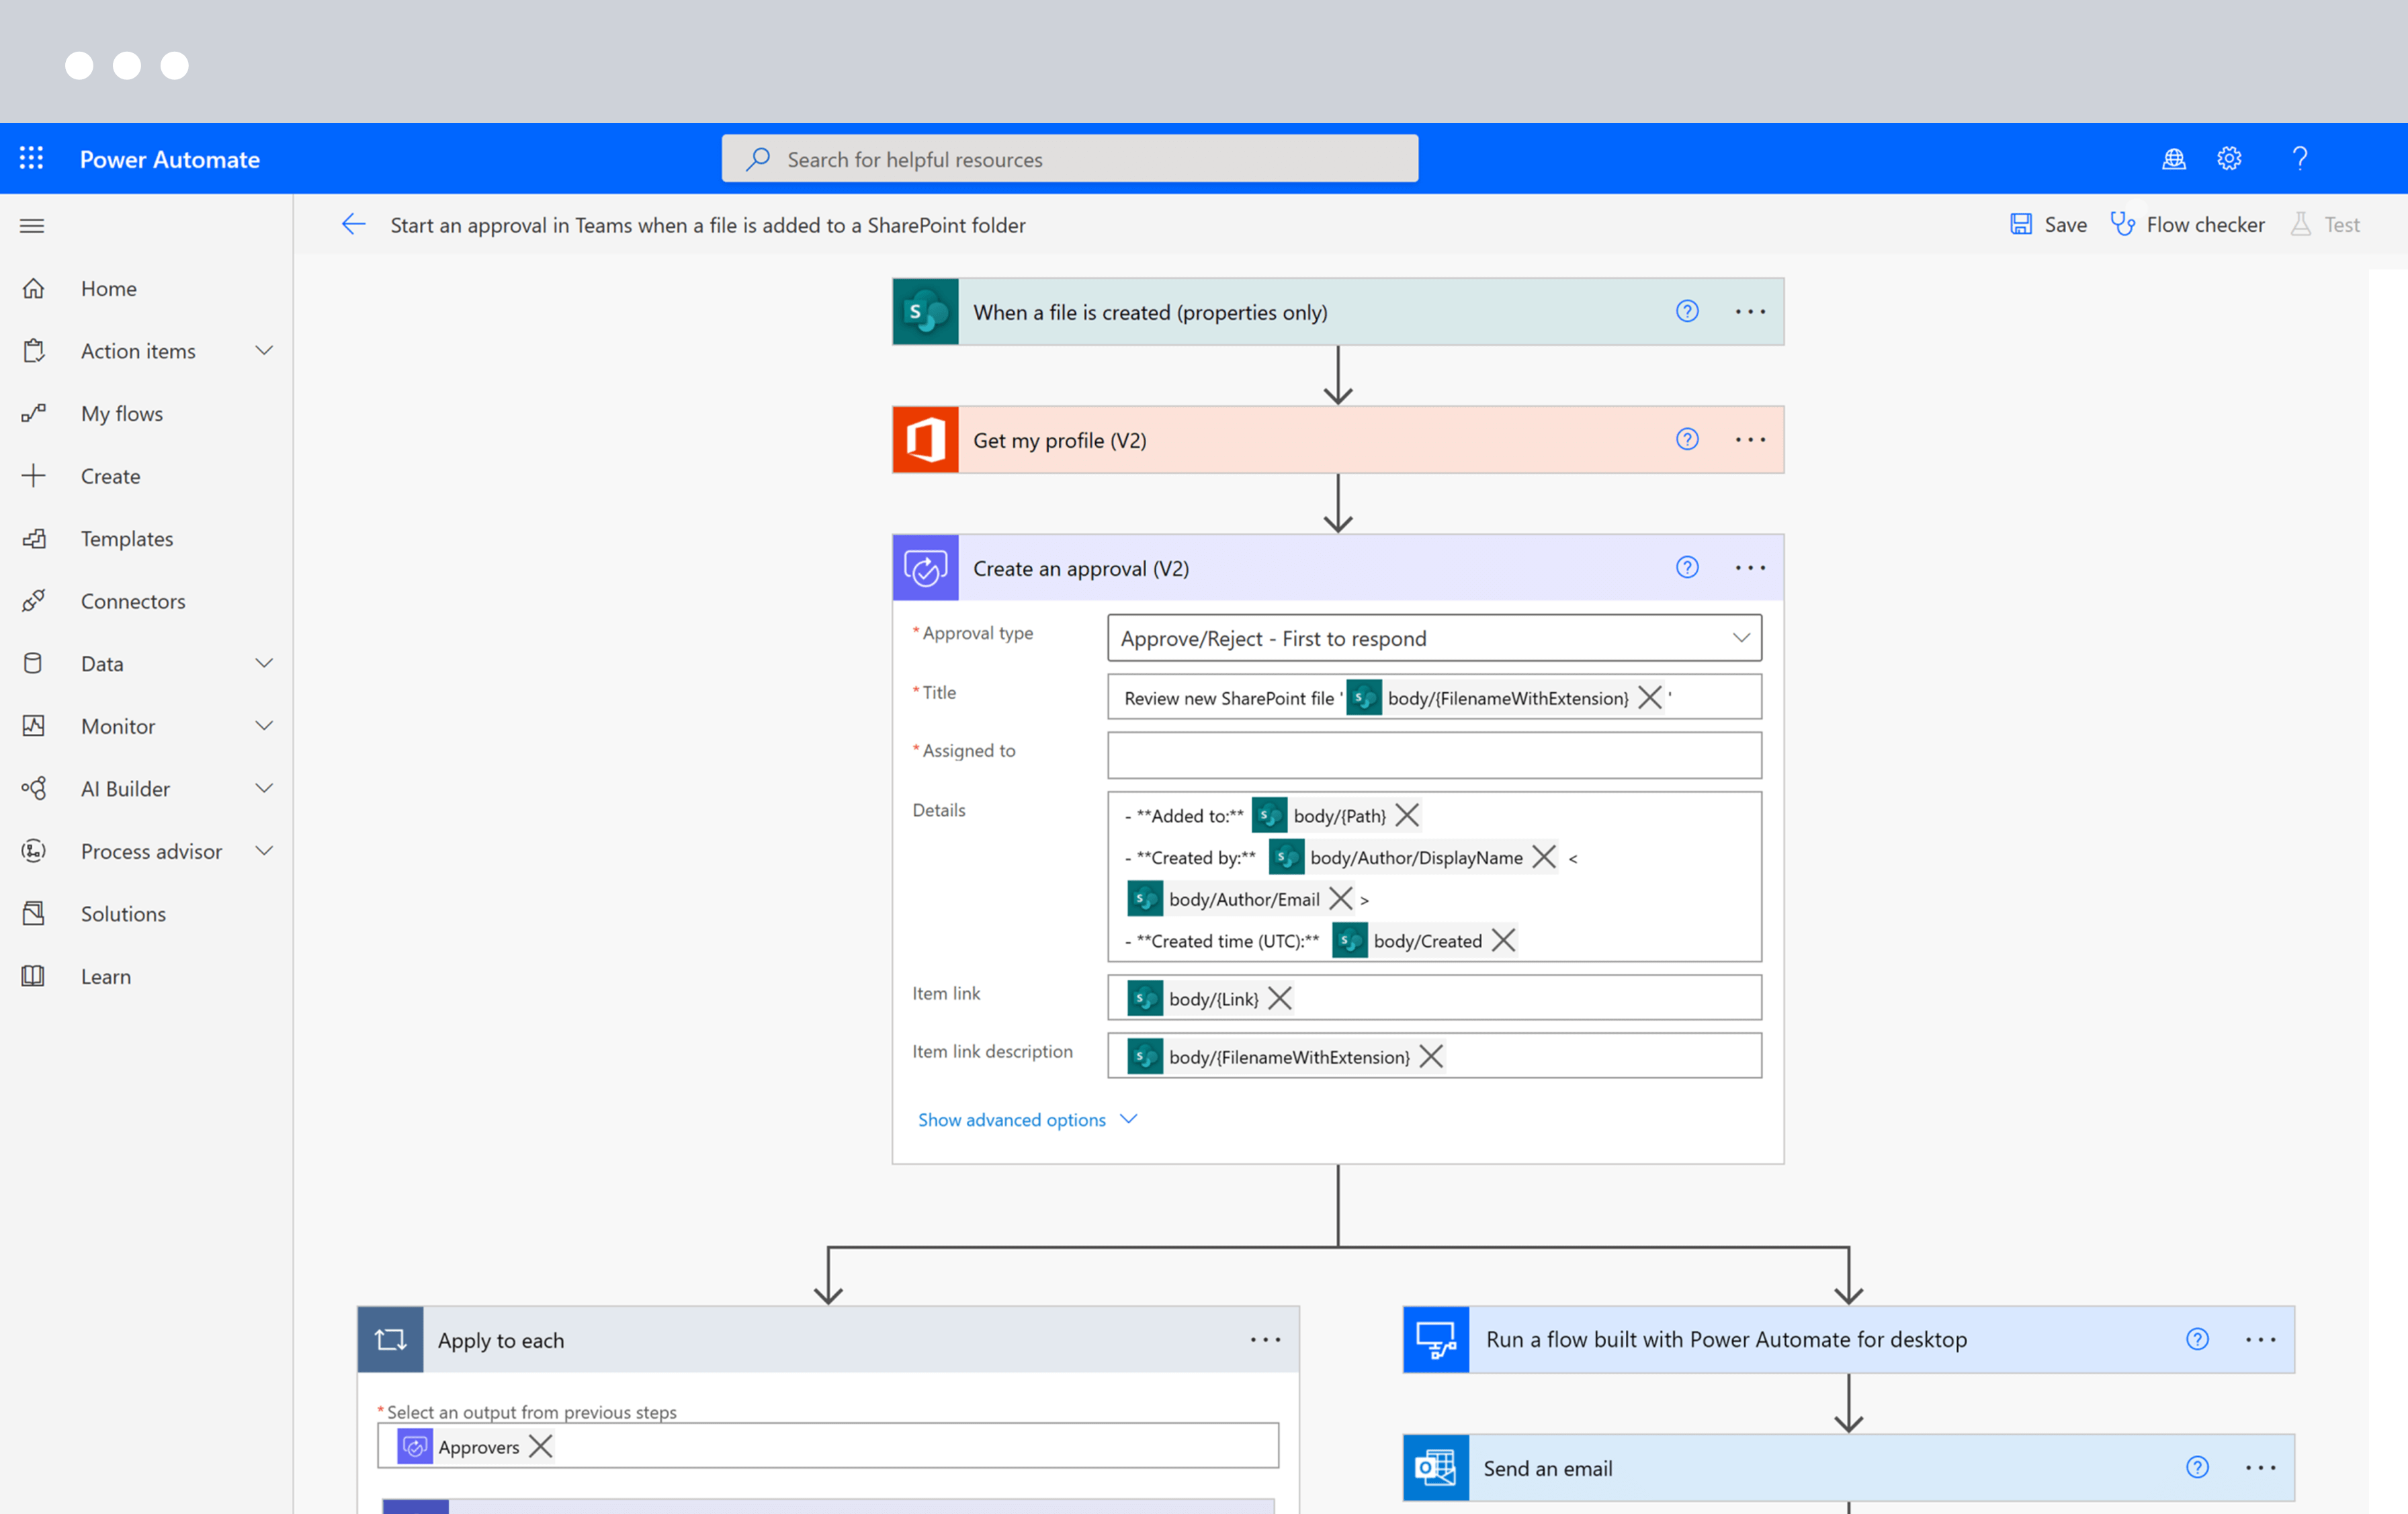 Power Automate
Search for helpful resources
?
Start an approval in Teams when a file is added to a SharePoint folder
Save
Flow checker
Test
Home
Action items
My flows
Create
Templates
Connectors
Data
Monitor
AI Builder
Process advisor
Solutions
Learn
S When a file is created (properties only) ? ...
Get my profile (V2) ? ...
Create an approval (V2) ? ...
* Approval type
Approve/Reject - First to respond
* Title
Review new SharePoint file ' S body/{FilenameWithExtension} '
* Assigned to
Details
- **Added to:** S body/{Path}
- **Created by:** S body/Author/DisplayName <
S body/Author/Email >
- **Created time (UTC):** S body/Created
Item link
S body/{Link}
Item link description
S body/{FilenameWithExtension}
Show advanced options
Apply to each ...
* Select an output from previous steps
Approvers
Run a flow built with Power Automate for desktop ? ...
Send an email ? ...